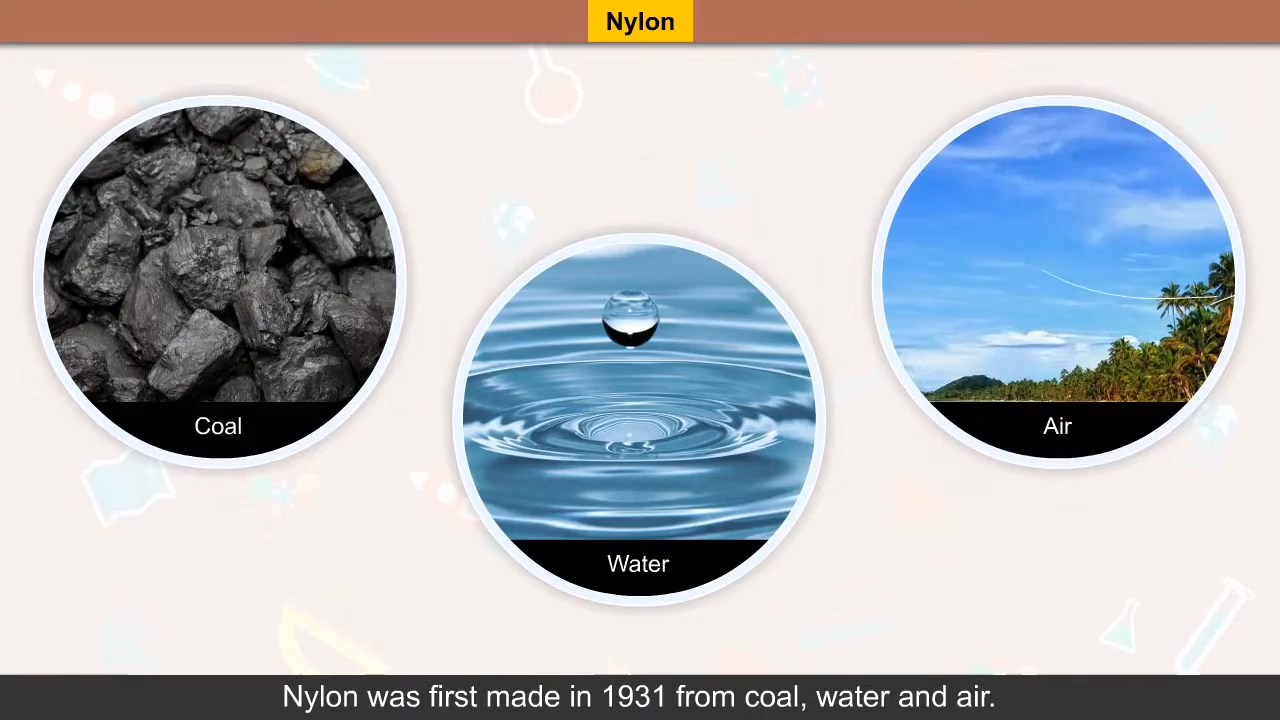 Nylon
Coal
Air
Water
Nylon was first made in 1931 from coal, water and air.